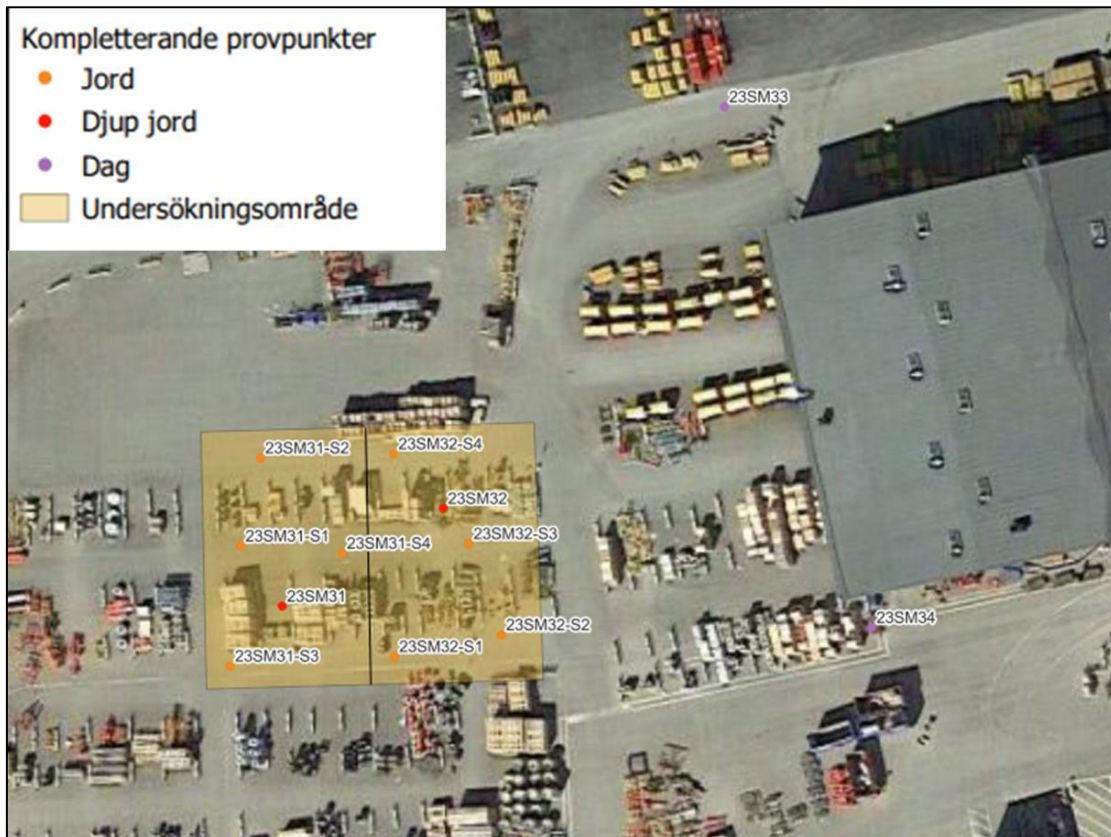 Kompletterande provpunkter
Jord
Djup jord
Dag
Undersökningsområde
23SM33
23SM31-S2
23SM32-S4
23SM32
23SM31-S1
23SM31-S4
23SM32-S3
23SM31
23SM34
23SM32-S2
23SM32-S1
23SM31-S3